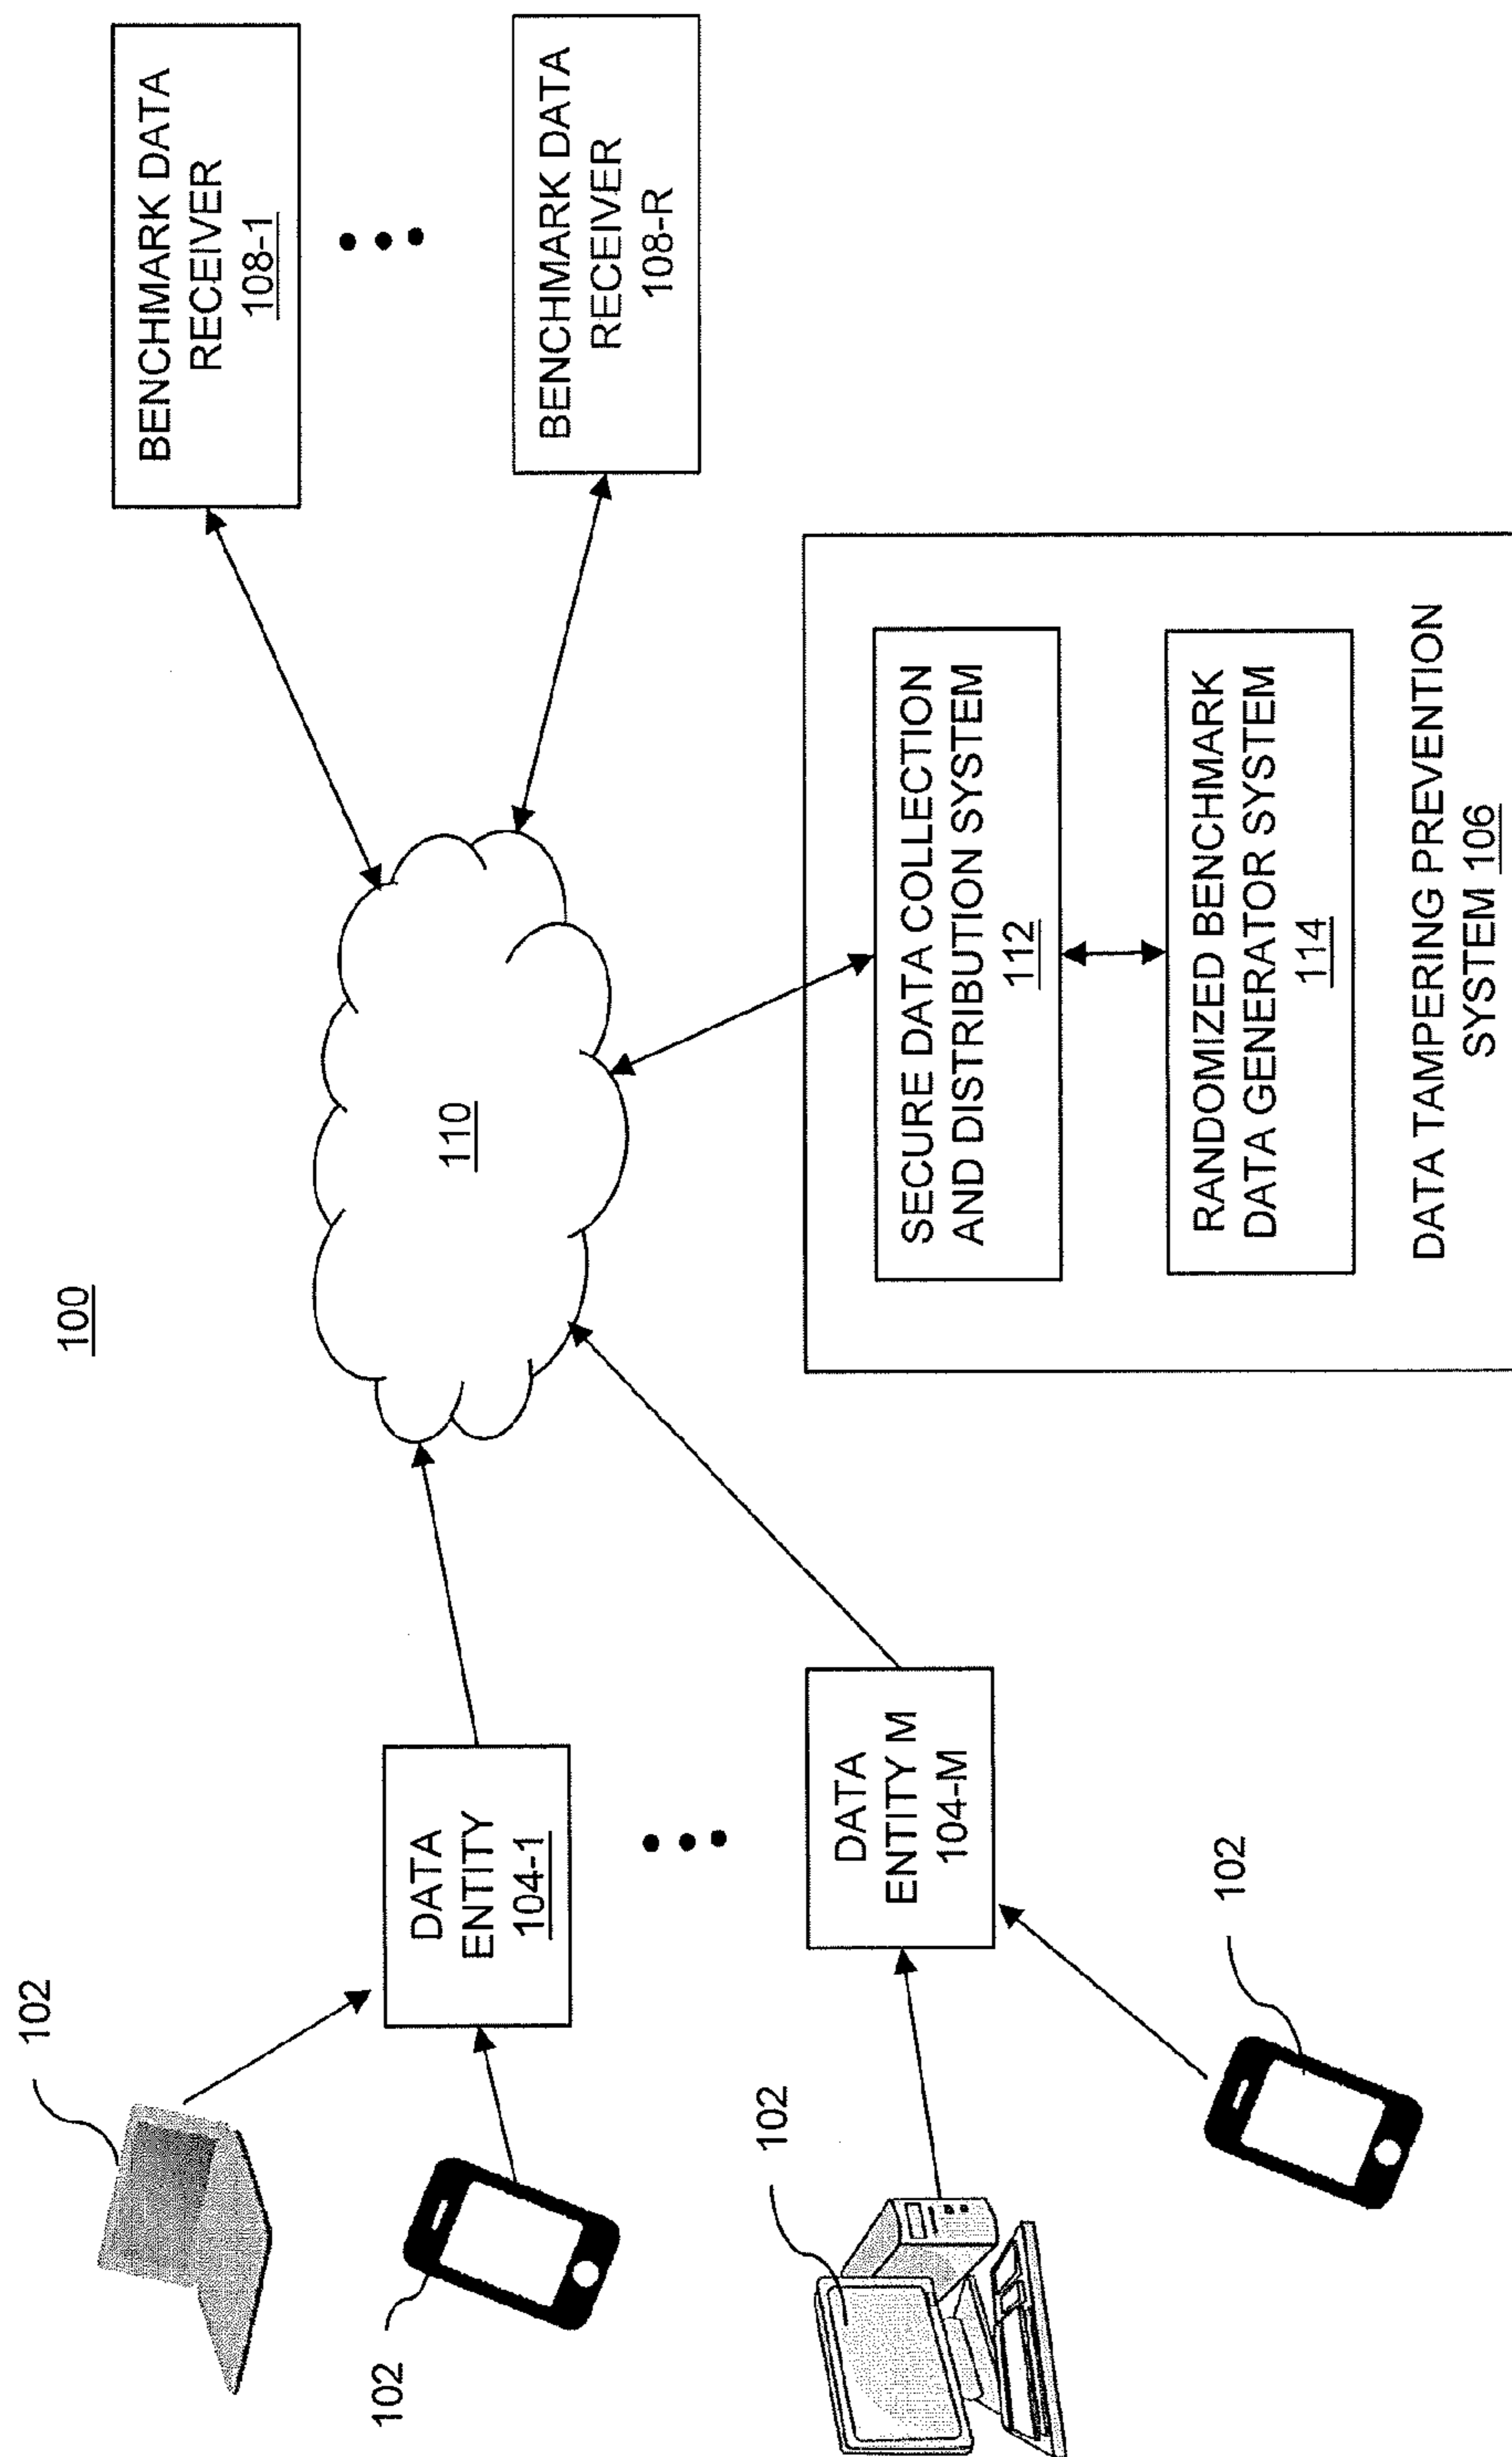 100
102
102
102
102
DATA
ENTITY
104-1
DATA
ENTITY M
104-M
110
BENCHMARK DATA
RECEIVER
108-1
BENCHMARK DATA
RECEIVER
108-R
SECURE DATA COLLECTION
AND DISTRIBUTION SYSTEM
112
RANDOMIZED BENCHMARK
DATA GENERATOR SYSTEM
114
DATA TAMPERING PREVENTION
SYSTEM 106